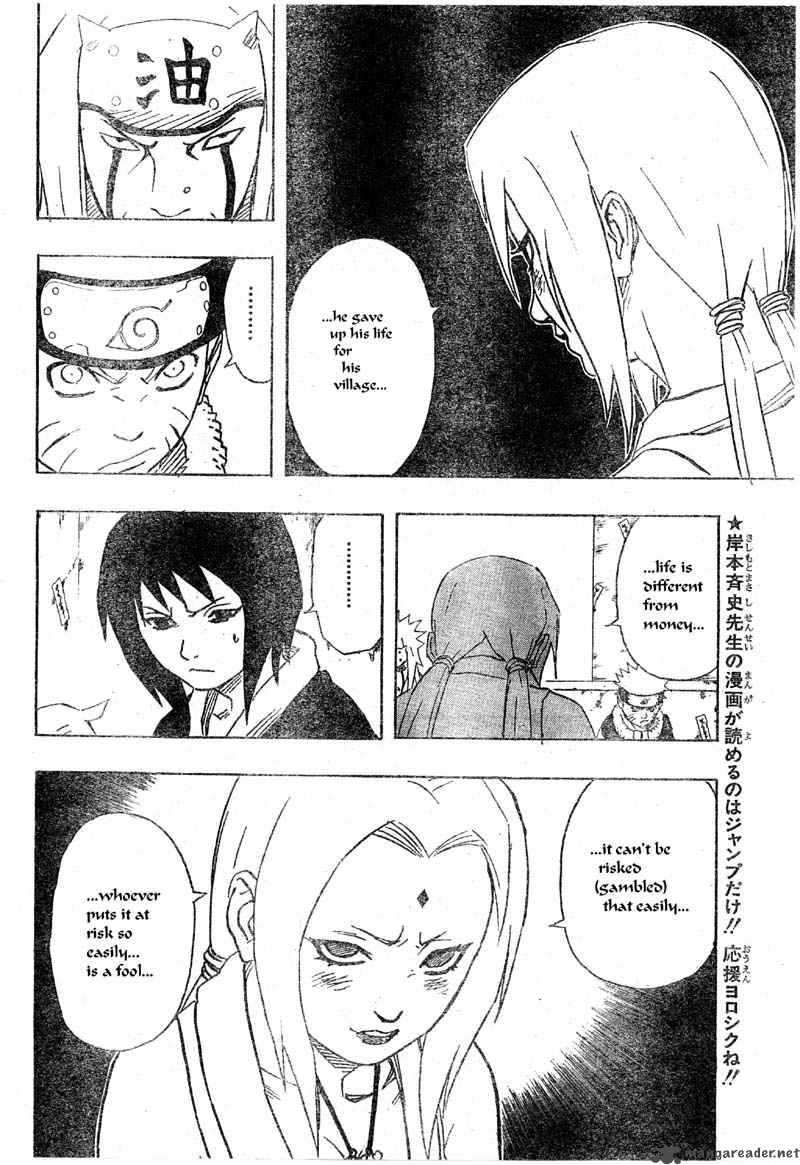 油
...he gave
up his life
for
his
village...
..........
...life is
different
from
money...
..........
...it can't be
risked
(gambled)
that easily...
...whoever
puts it at
risk so
easily...
is a fool...
★岸本斉史先生の漫画が読めるのはジャンプだけ!!応援ヨロシクね!!
Mangareader.net